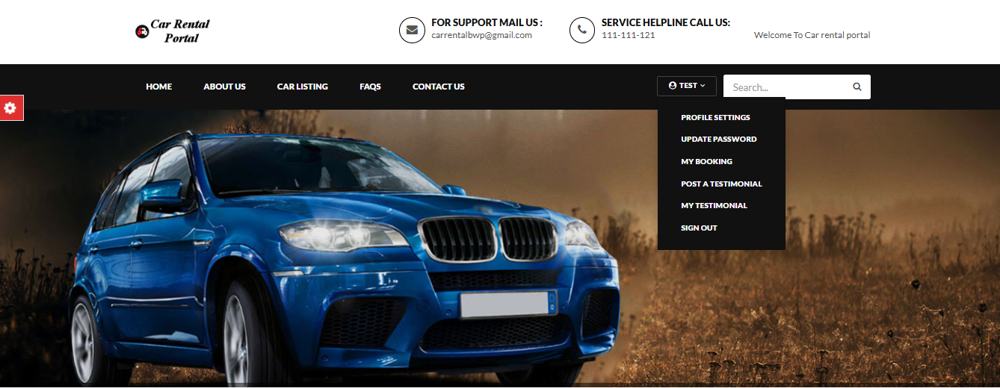 Car Rental
Portal
FOR SUPPORT MAIL US :
carrentalbwp@gmail.com
SERVICE HELPLINE CALL US:
111-111-121
Welcome To Car rental portal
HOME
ABOUT US
CAR LISTING
FAQS
CONTACT US
TEST
Search...
PROFILE SETTINGS
UPDATE PASSWORD
MY BOOKING
POST A TESTIMONIAL
MY TESTIMONIAL
SIGN OUT